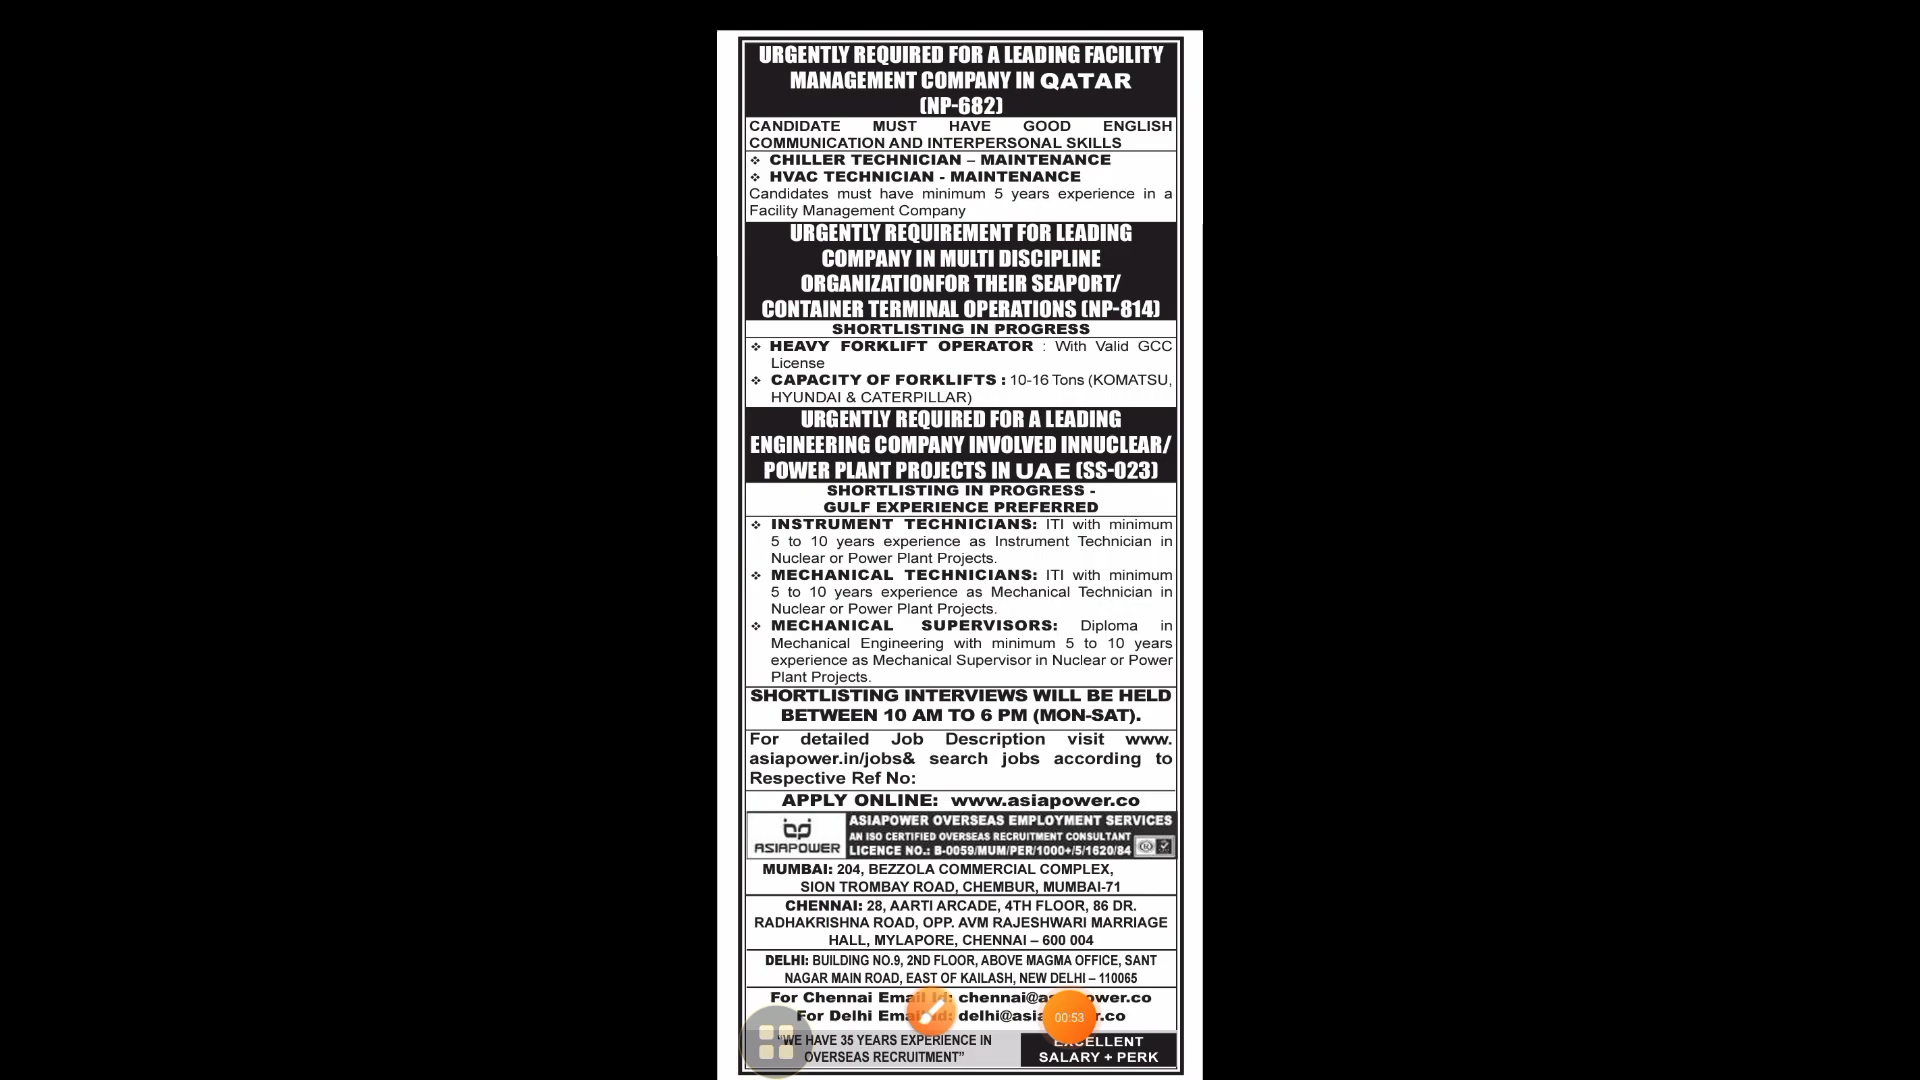 URGENTLY REQUIRED FOR A LEADING FACILITY
MANAGEMENT COMPANY IN QATAR
(NP-682)
CANDIDATE MUST HAVE GOOD ENGLISH
COMMUNICATION AND INTERPERSONAL SKILLS
❖ CHILLER TECHNICIAN – MAINTENANCE
❖ HVAC TECHNICIAN - MAINTENANCE
Candidates must have minimum 5 years experience in a
Facility Management Company
URGENTLY REQUIREMENT FOR LEADING
COMPANY IN MULTI DISCIPLINE
ORGANIZATIONFOR THEIR SEAPORT/
CONTAINER TERMINAL OPERATIONS (NP-814)
SHORTLISTING IN PROGRESS
❖ HEAVY FORKLIFT OPERATOR : With Valid GCC
License
❖ CAPACITY OF FORKLIFTS : 10-16 Tons (KOMATSU,
HYUNDAI & CATERPILLAR)
URGENTLY REQUIRED FOR A LEADING
ENGINEERING COMPANY INVOLVED INNUCLEAR/
POWER PLANT PROJECTS IN UAE (SS-023)
SHORTLISTING IN PROGRESS -
GULF EXPERIENCE PREFERRED
❖ INSTRUMENT TECHNICIANS: ITI with minimum
5 to 10 years experience as Instrument Technician in
Nuclear or Power Plant Projects.
❖ MECHANICAL TECHNICIANS: ITI with minimum
5 to 10 years experience as Mechanical Technician in
Nuclear or Power Plant Projects.
❖ MECHANICAL SUPERVISORS: Diploma in
Mechanical Engineering with minimum 5 to 10 years
experience as Mechanical Supervisor in Nuclear or Power
Plant Projects.
SHORTLISTING INTERVIEWS WILL BE HELD
BETWEEN 10 AM TO 6 PM (MON-SAT).
For detailed Job Description visit www.
asiapower.in/jobs& search jobs according to
Respective Ref No:
APPLY ONLINE: www.asiapower.co
ASIAPOWER
ASIAPOWER OVERSEAS EMPLOYMENT SERVICES
AN ISO CERTIFIED OVERSEAS RECRUITMENT CONSULTANT
LICENCE NO.: B-0059/MUM/PER/1000+/5/1620/84
MUMBAI: 204, BEZZOLA COMMERCIAL COMPLEX,
SION TROMBAY ROAD, CHEMBUR, MUMBAI-71
CHENNAI: 28, AARTI ARCADE, 4TH FLOOR, 86 DR.
RADHAKRISHNA ROAD, OPP. AVM RAJESHWARI MARRIAGE
HALL, MYLAPORE, CHENNAI – 600 004
DELHI: BUILDING NO.9, 2ND FLOOR, ABOVE MAGMA OFFICE, SANT
NAGAR MAIN ROAD, EAST OF KAILASH, NEW DELHI – 110065
For Chennai Email
For Delhi
00:53
"WE HAVE 35 YEARS EXPERIENCE IN
OVERSEAS RECRUITMENT"
EXCELLENT
SALARY + PERK